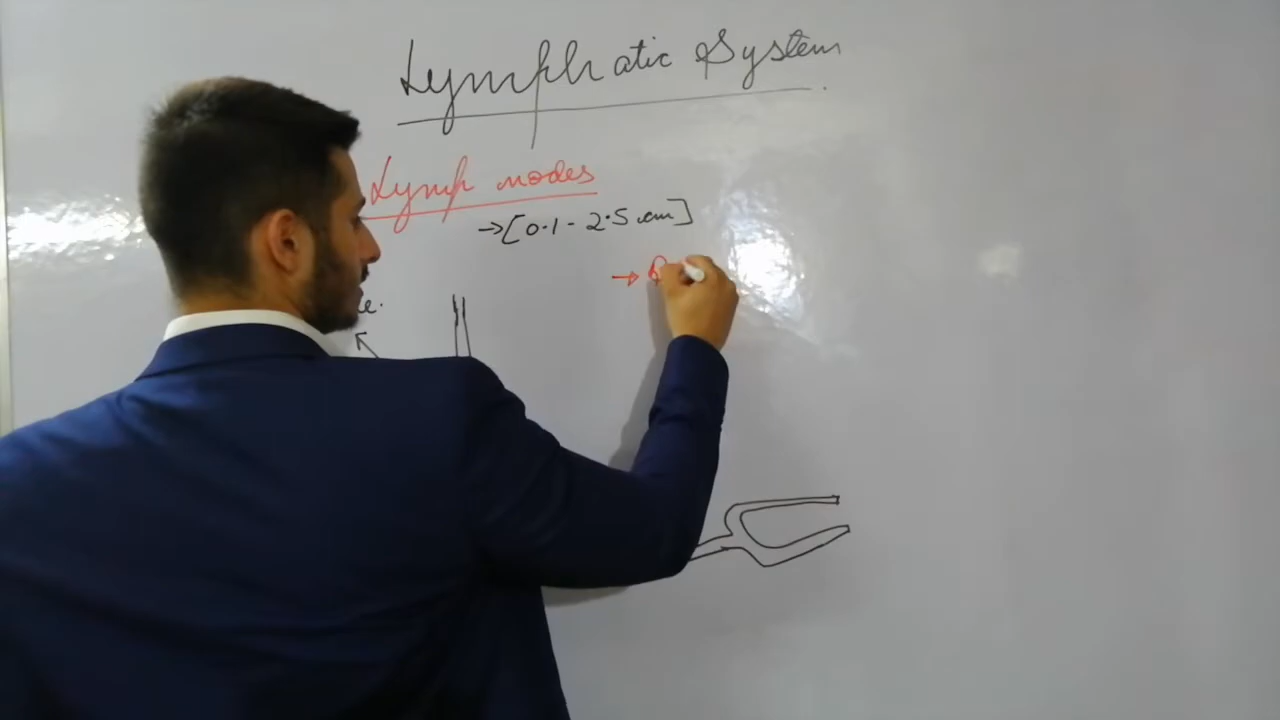 Lymphatic System
Lymph nodes
→[0.1 - 2.5 cm]
→